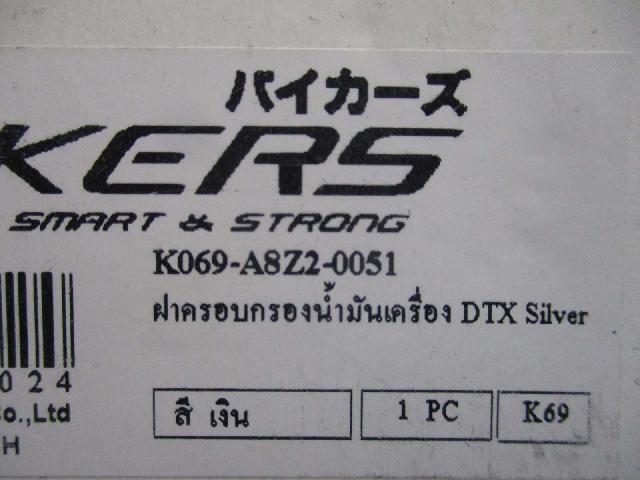 バイカーズ
KERS
SMART & STRONG
K069-A8Z2-0051
ฝาครอบกรองน้ำมันเครื่อง DTX Silver
024
Co.,Ltd
สี เงิน
1 PC
K69
H